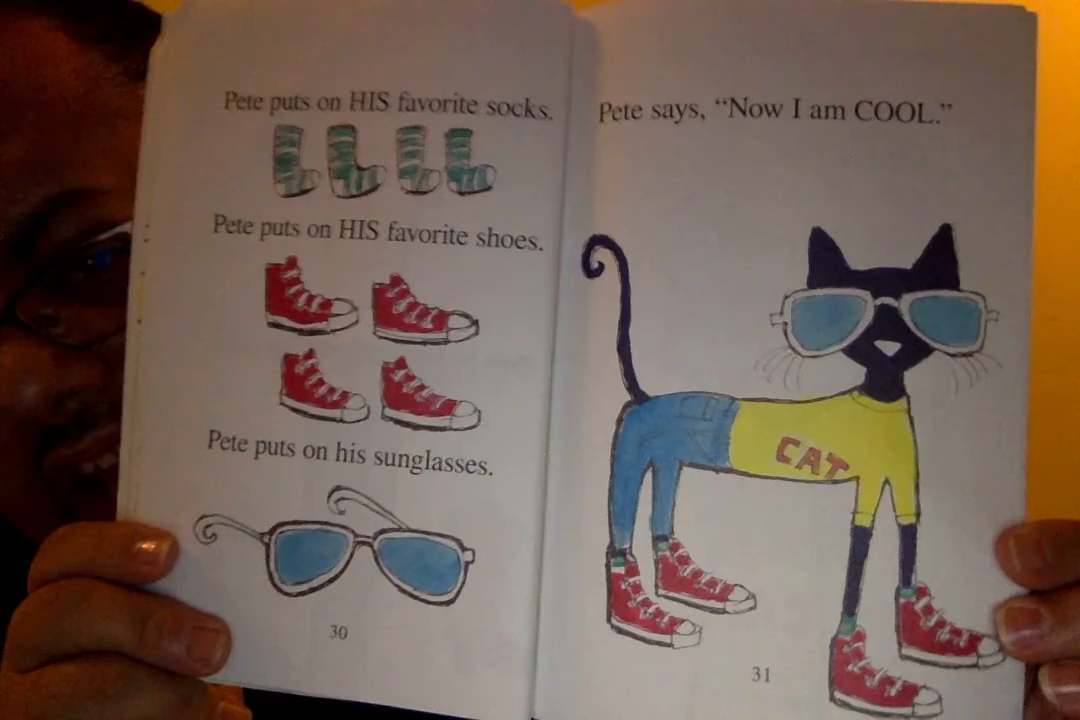 Pete puts on HIS favorite socks.
Pete puts on HIS favorite shoes.
Pete puts on his sunglasses.
30
Pete says, “Now I am COOL.”
CAT
31